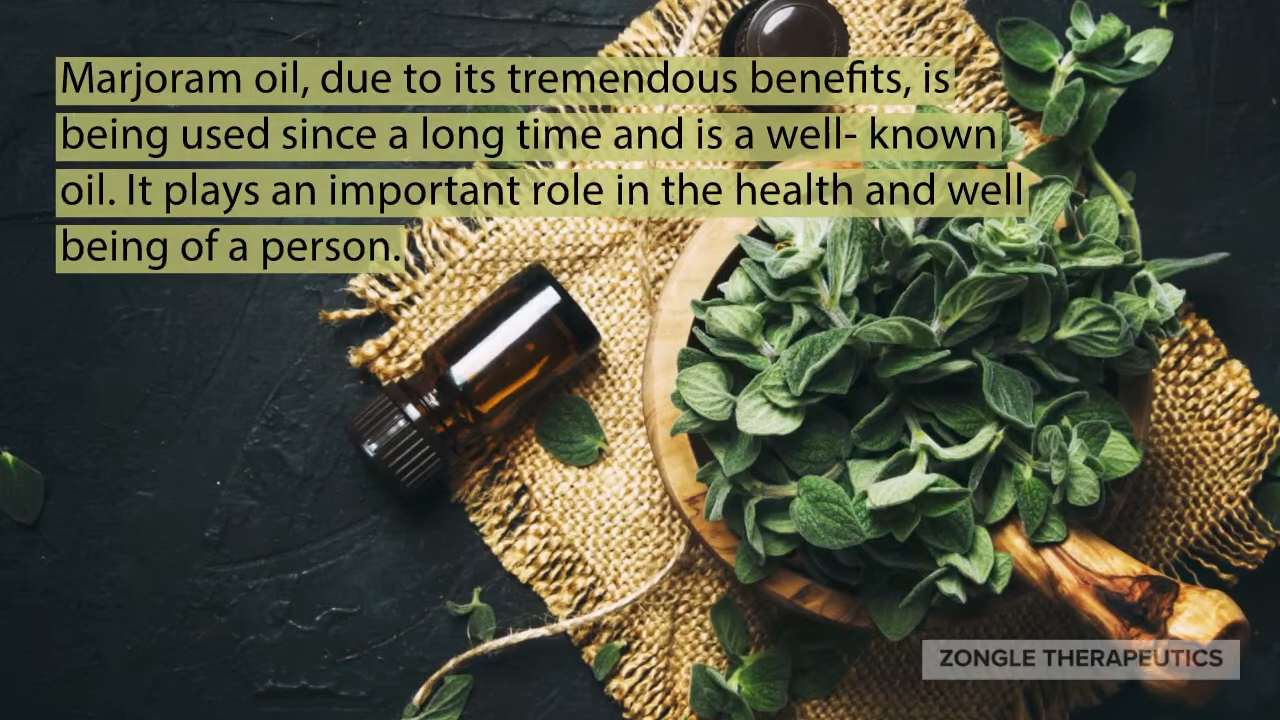 Marjoram oil, due to its tremendous benefits, is
being used since a long time and is a well- known
oil. It plays an important role in the health and well
being of a person.
ZONGLE THERAPEUTICS